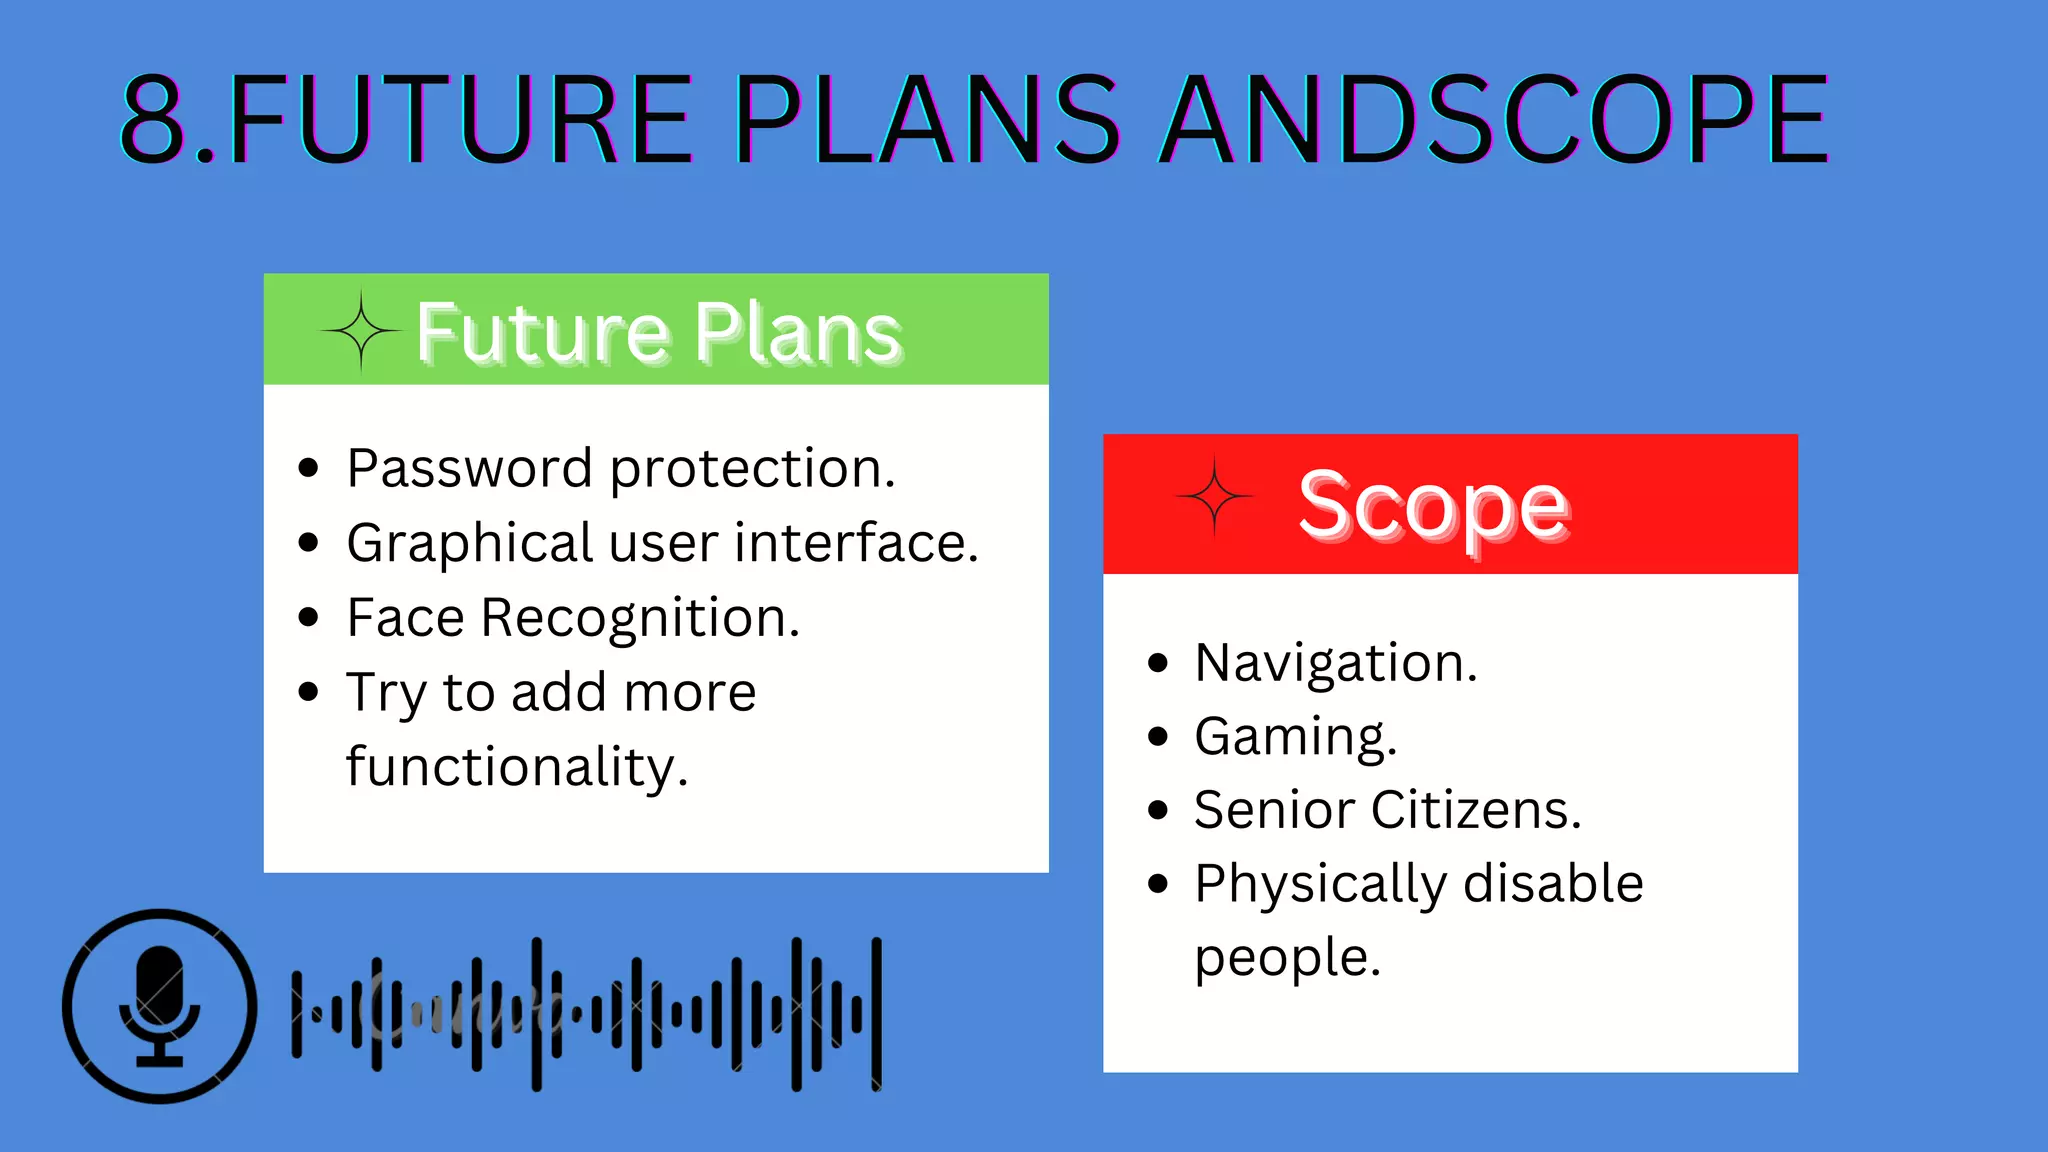 8.FUTURE PLANS ANDSCOPE
Future Plans
• Password protection.
• Graphical user interface.
• Face Recognition.
• Try to add more
functionality.
Scope
• Navigation.
• Gaming.
• Senior Citizens.
• Physically disable
people.
Canva